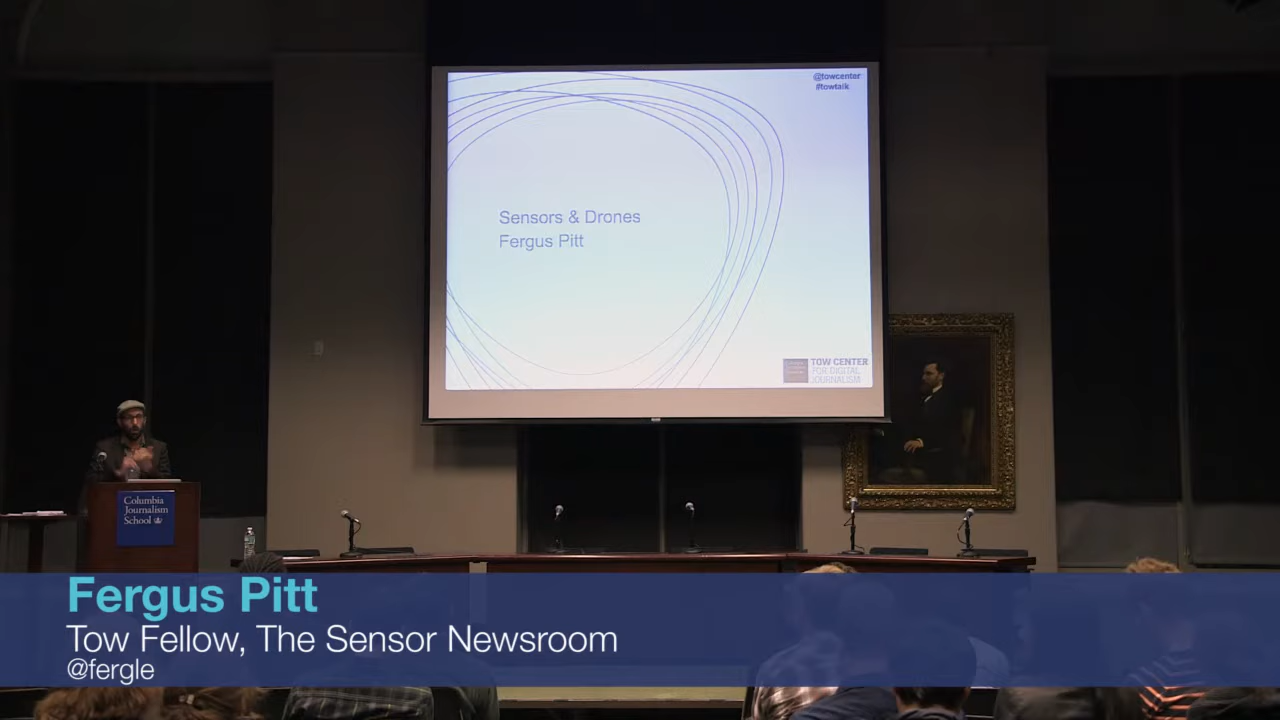 @towcenter
#towtalk
Sensors & Drones
Fergus Pitt
TOW CENTER
FOR DIGITAL
JOURNALISM
Columbia
Journalism
School
Fergus Pitt
Tow Fellow, The Sensor Newsroom
@fergle